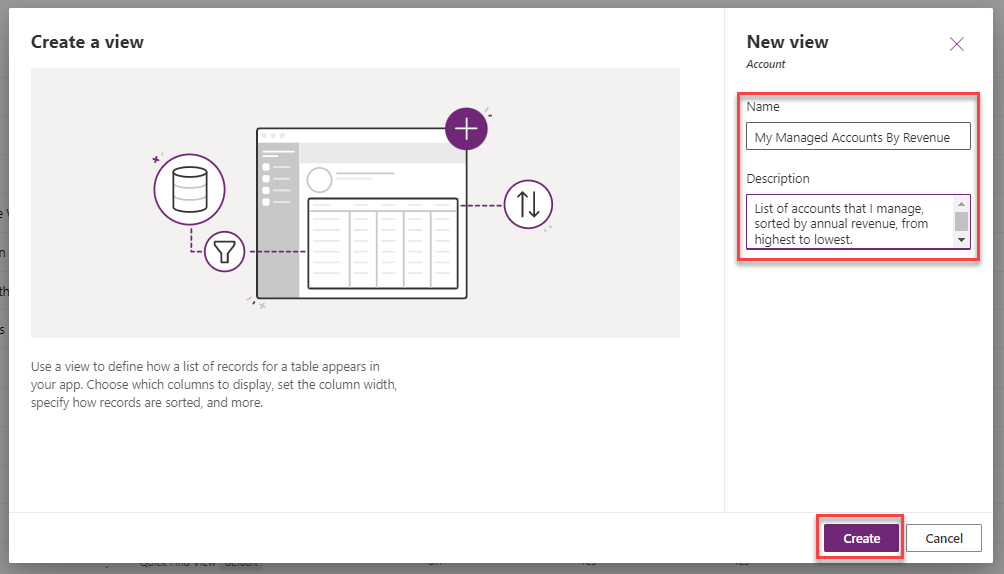 Create a view
Use a view to define how a list of records for a table appears in
your app. Choose which columns to display, set the column width,
specify how records are sorted, and more.
New view
Account
Name
My Managed Accounts By Revenue
Description
List of accounts that I manage,
sorted by annual revenue, from
highest to lowest.
Create
Cancel